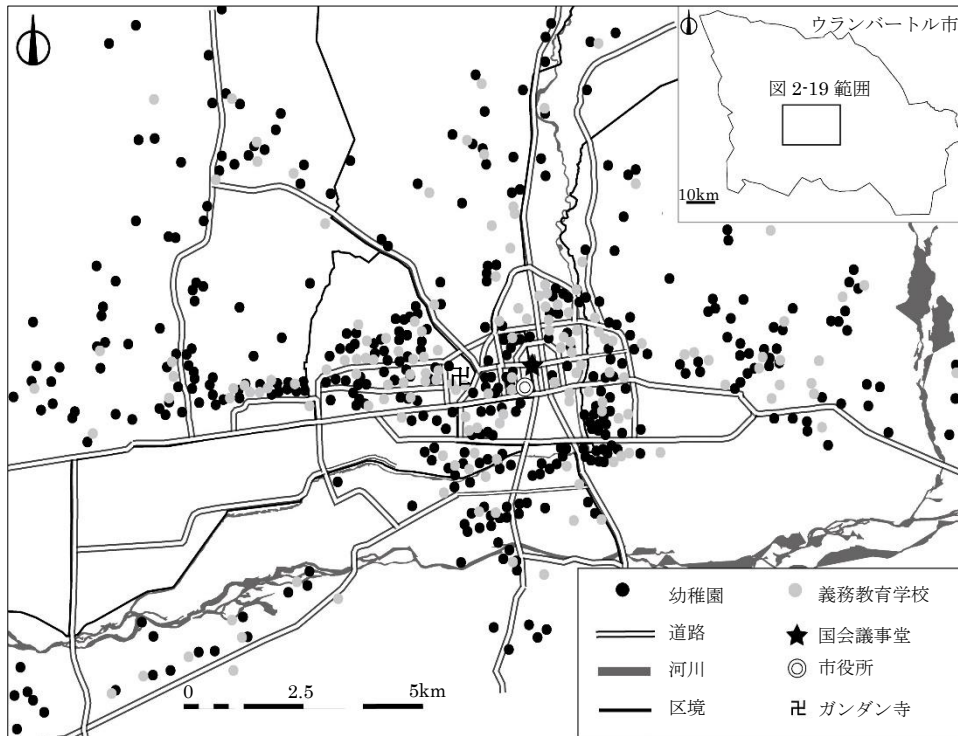 ウランバートル市
図 2-19 範囲
10km
0 2.5 5km
幼稚園 義務教育学校
道路 国会議事堂
河川 市役所
区境 卍 ガンダン寺
卍